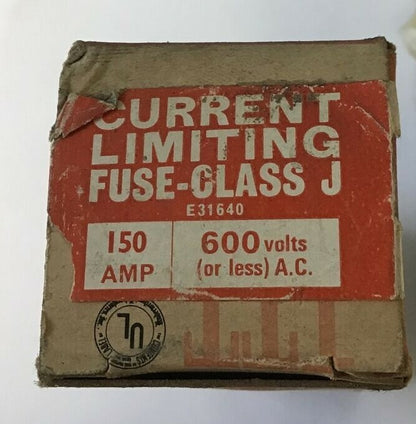 CURRENT
LIMITING
FUSE-CLASS J
E31640
150
AMP
600 volts
(or less) A.C.
UL